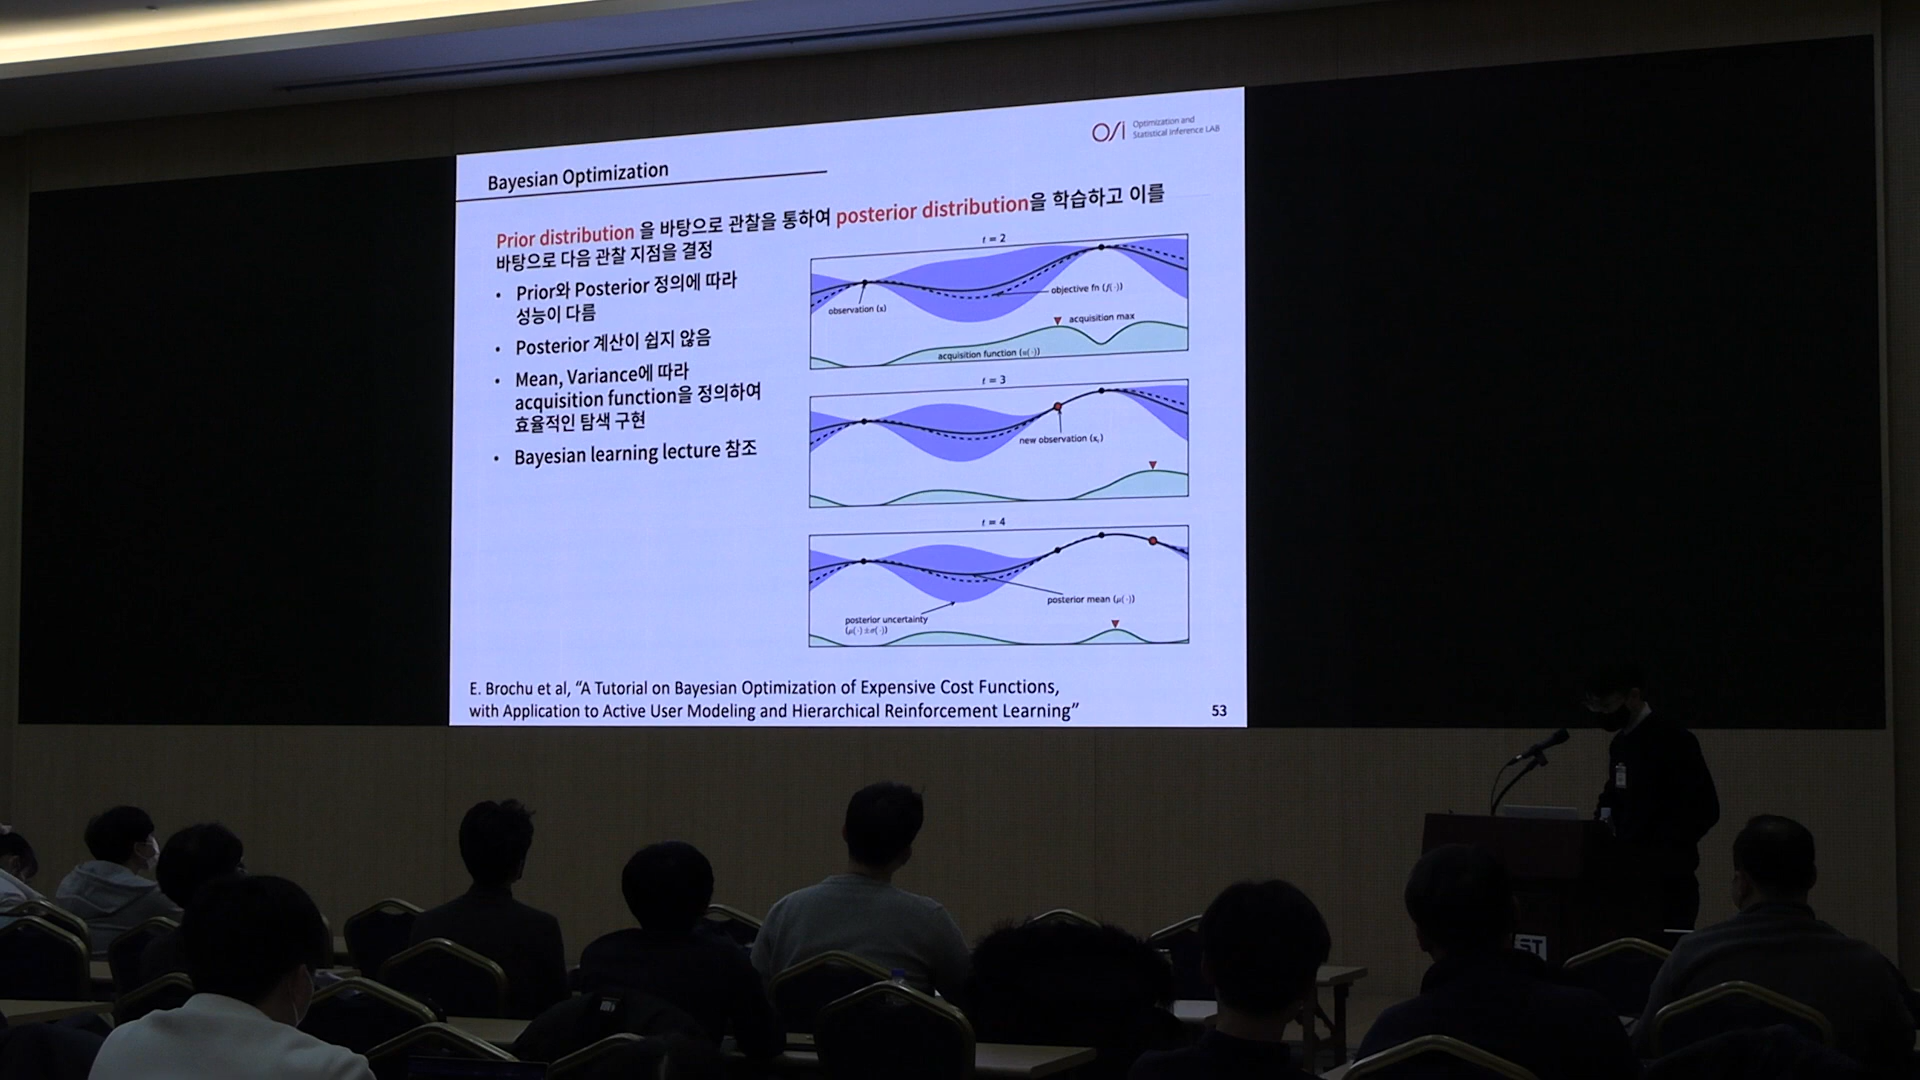 OSI Optimization and
Statistical Inference LAB
Bayesian Optimization
Prior distribution 을 바탕으로 관찰을 통하여 posterior distribution을 학습하고 이를
바탕으로 다음 관찰 지점을 결정
• Prior와 Posterior 정의에 따라
성능이 다름
• Posterior 계산이 쉽지 않음
• Mean, Variance에 따라
acquisition function을 정의하여
효율적인 탐색 구현
• Bayesian learning lecture 참조
t = 2
objective fn (f(·))
observation (x)
acquisition max
acquisition function (u(·))
t = 3
new observation (xₜ)
t = 4
posterior mean (μ(·))
posterior uncertainty
(μ(·) ±σ(·))
E. Brochu et al, “A Tutorial on Bayesian Optimization of Expensive Cost Functions,
with Application to Active User Modeling and Hierarchical Reinforcement Learning”
53